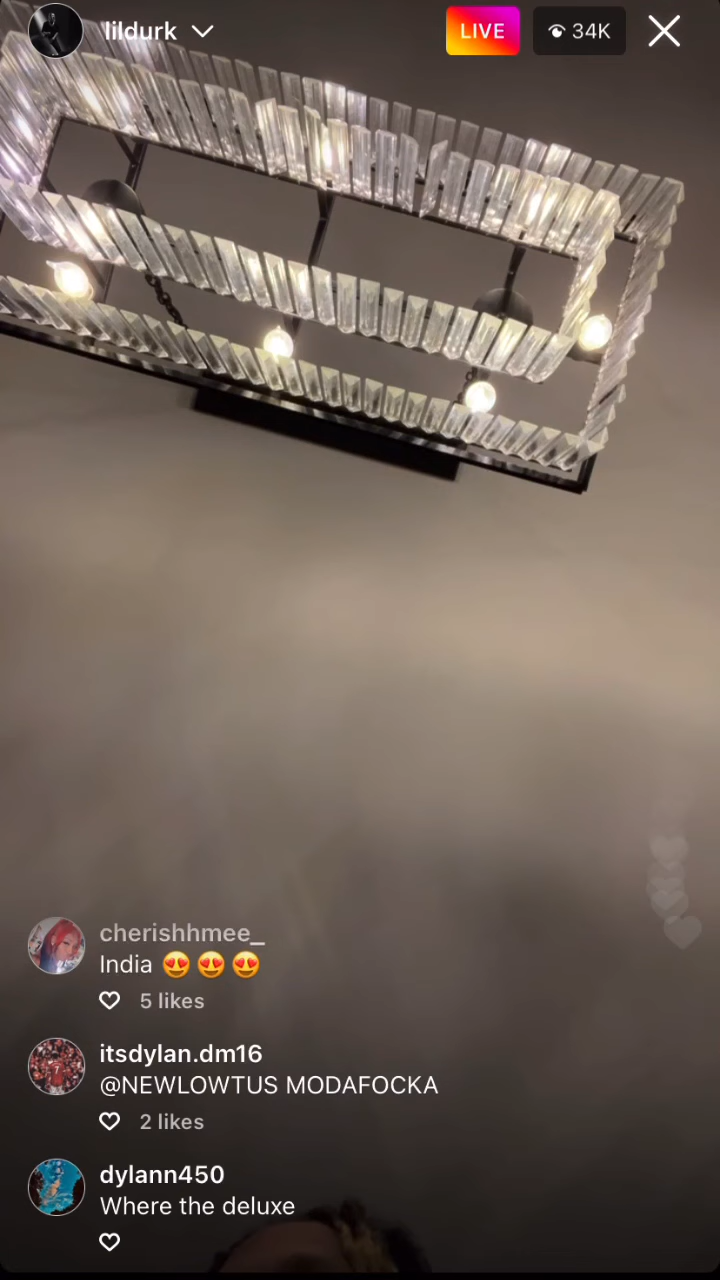 lildurk
LIVE
34K
cherishhmee_
India 😍😍😍
5 likes
itsdylan.dm16
@NEWLOWTUS MODAFOCKA
2 likes
dylann450
Where the deluxe